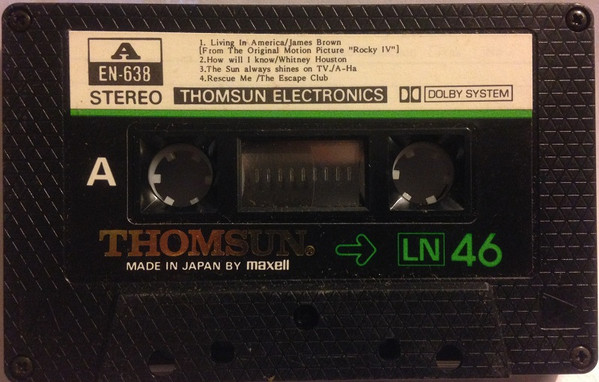 A
EN-638
STEREO
1. Living In America/James Brown
[From The Original Motion Picture "Rocky IV"]
2.How will I know/Whitney Houston
3.The Sun always shines on TV./A-Ha
4.Rescue Me /The Escape Club
THOMSUN ELECTRONICS
DOLBY SYSTEM
A
THOMSUN®
MADE IN JAPAN BY maxell
LN 46